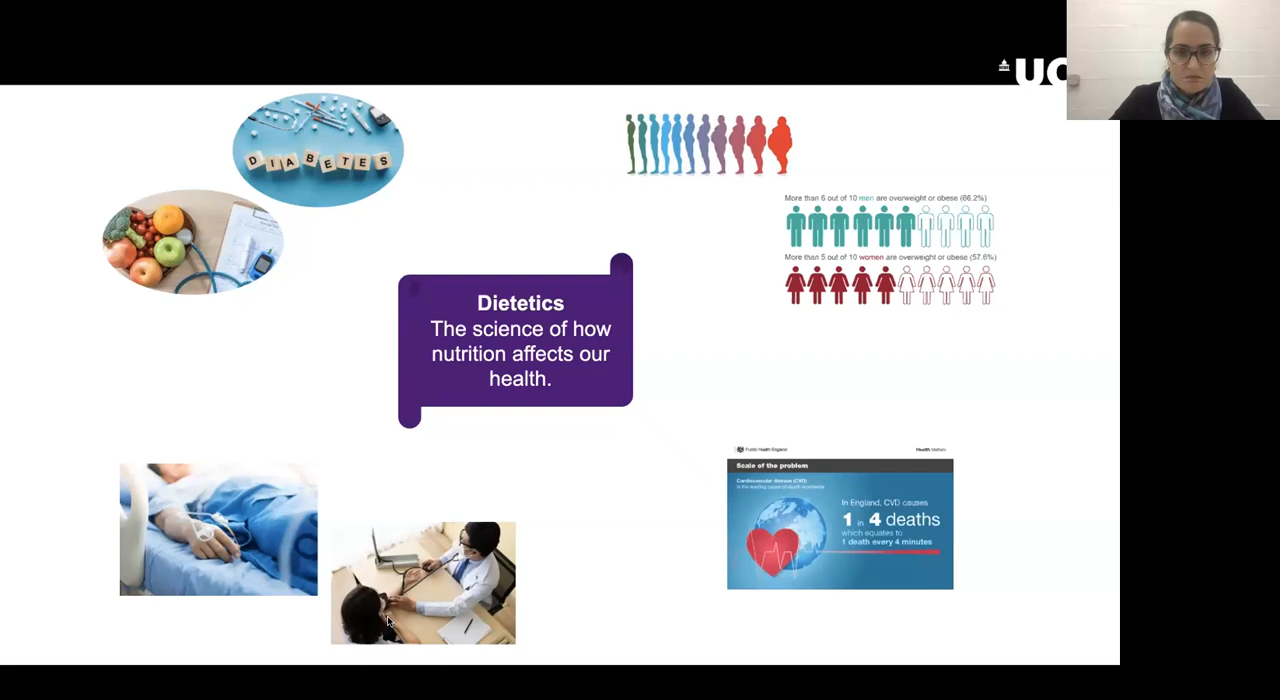 UC
DIABETES
More than 6 out of 10 men are overweight or obese (66.2%)
More than 5 out of 10 women are overweight or obese (57.6%)
Dietetics
The science of how
nutrition affects our
health.
Public Health England
Health Matters
Scale of the problem
Cardiovascular disease (CVD)
is the leading cause of death worldwide
In England, CVD causes
1 in 4 deaths
which equates to
1 death every 4 minutes